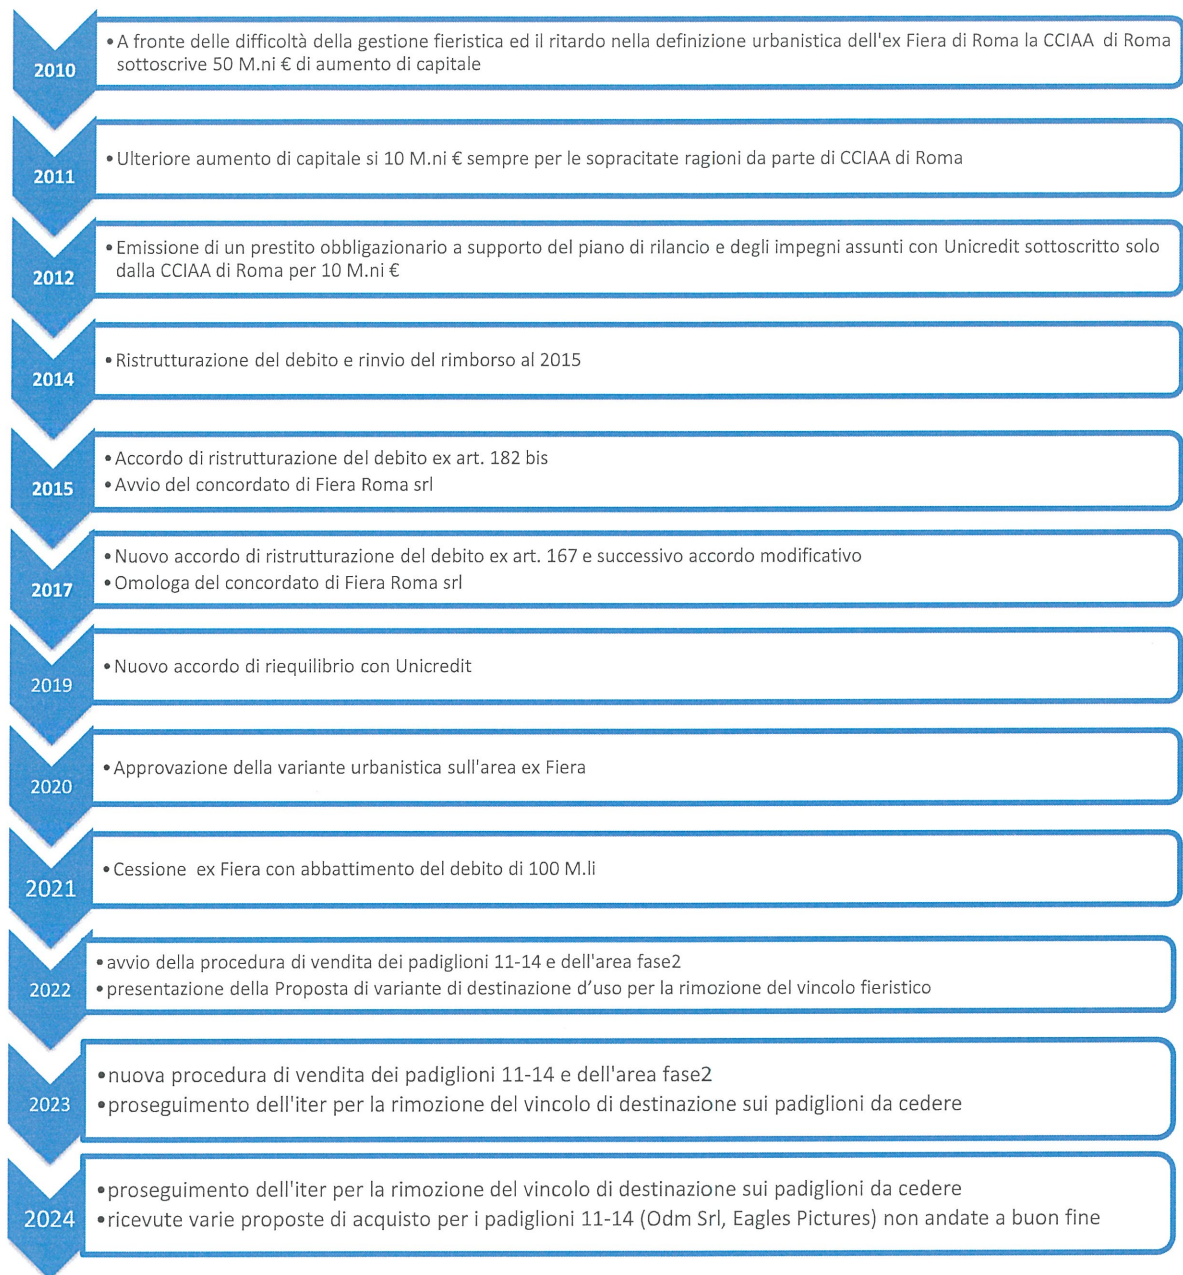 2010
• A fronte delle difficoltà della gestione fieristica ed il ritardo nella definizione urbanistica dell'ex Fiera di Roma la CCIAA di Roma
sottoscrive 50 M.ni € di aumento di capitale
2011
• Ulteriore aumento di capitale si 10 M.ni € sempre per le sopracitate ragioni da parte di CCIAA di Roma
2012
• Emissione di un prestito obbligazionario a supporto del piano di rilancio e degli impegni assunti con Unicredit sottoscritto solo
dalla CCIAA di Roma per 10 M.ni €
2014
• Ristrutturazione del debito e rinvio del rimborso al 2015
2015
• Accordo di ristrutturazione del debito ex art. 182 bis
• Avvio del concordato di Fiera Roma srl
2017
• Nuovo accordo di ristrutturazione del debito ex art. 167 e successivo accordo modificativo
• Omologa del concordato di Fiera Roma srl
2019
• Nuovo accordo di riequilibrio con Unicredit
2020
• Approvazione della variante urbanistica sull'area ex Fiera
2021
• Cessione ex Fiera con abbattimento del debito di 100 M.li
2022
• avvio della procedura di vendita dei padiglioni 11-14 e dell'area fase2
• presentazione della Proposta di variante di destinazione d'uso per la rimozione del vincolo fieristico
2023
• nuova procedura di vendita dei padiglioni 11-14 e dell'area fase2
• proseguimento dell'iter per la rimozione del vincolo di destinazione sui padiglioni da cedere
2024
• proseguimento dell'iter per la rimozione del vincolo di destinazione sui padiglioni da cedere
• ricevute varie proposte di acquisto per i padiglioni 11-14 (Odm Srl, Eagles Pictures) non andate a buon fine